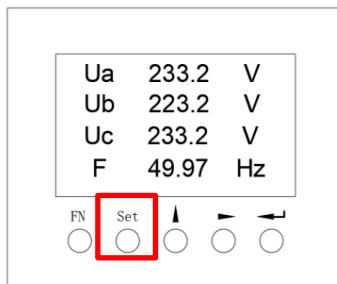 Ua 233.2 V
Ub 223.2 V
Uc 233.2 V
F 49.97 Hz
FN Set